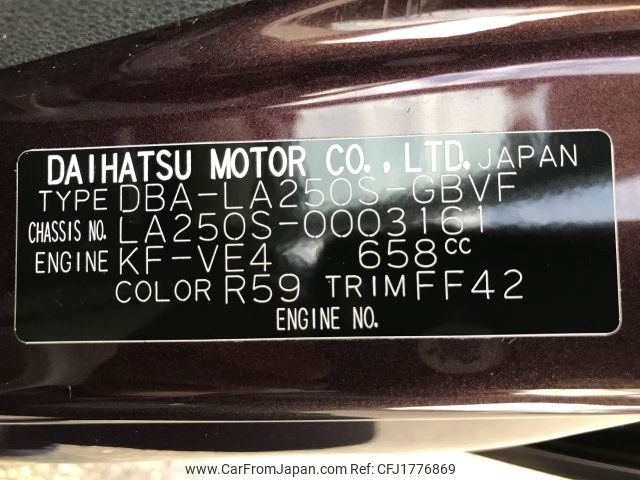 DAIHATSU MOTOR CO., LTD. JAPAN
TYPE DBA-LA250S-GBVF
CHASSIS NO. LA250S-0003161
ENGINE KF-VE4 658cc
COLOR R59 TRIM FF42
ENGINE NO.
www.CarFromJapan.com | Ref No: CFJ1776869